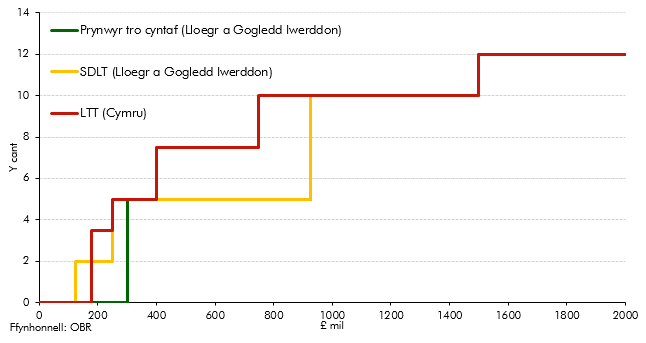 14
12
10
8
6
4
2
0
Y cant
Prynwyr tro cyntaf (Lloegr a Gogledd Iwerddon)
SDLT (Lloegr a Gogledd Iwerddon)
LTT (Cymru)
0 200 400 600 800 1000 1200 1400 1600 1800 2000
£ mil
Ffynhonnell: OBR